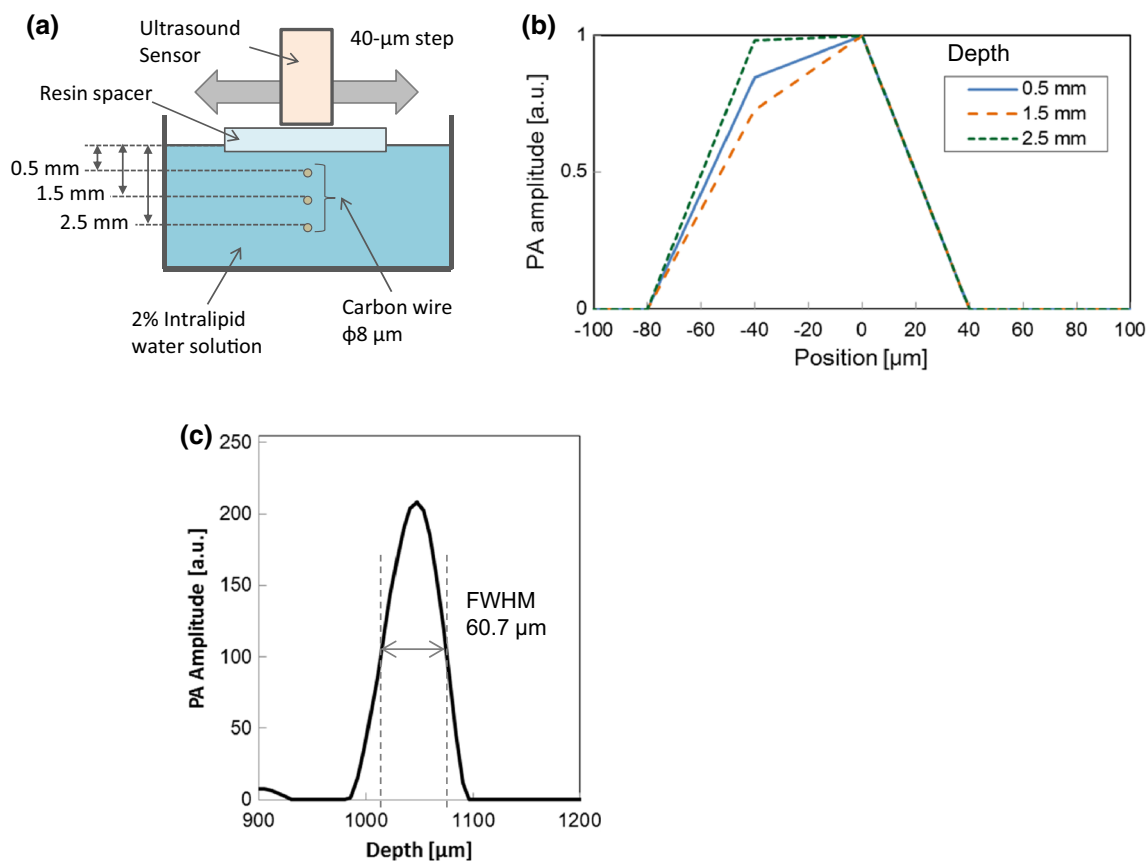 (a)
Ultrasound
Sensor
40-µm step
Resin spacer
0.5 mm
1.5 mm
2.5 mm
2% Intralipid
water solution
Carbon wire
ϕ8 µm
(b)
PA amplitude [a.u.]
1
0.5
0
-100 -80 -60 -40 -20 0 20 40 60 80 100
Position [µm]
Depth
0.5 mm
1.5 mm
2.5 mm
(c)
PA Amplitude [a.u.]
250
200
150
100
50
0
900 1000 1100 1200
Depth [µm]
FWHM
60.7 µm